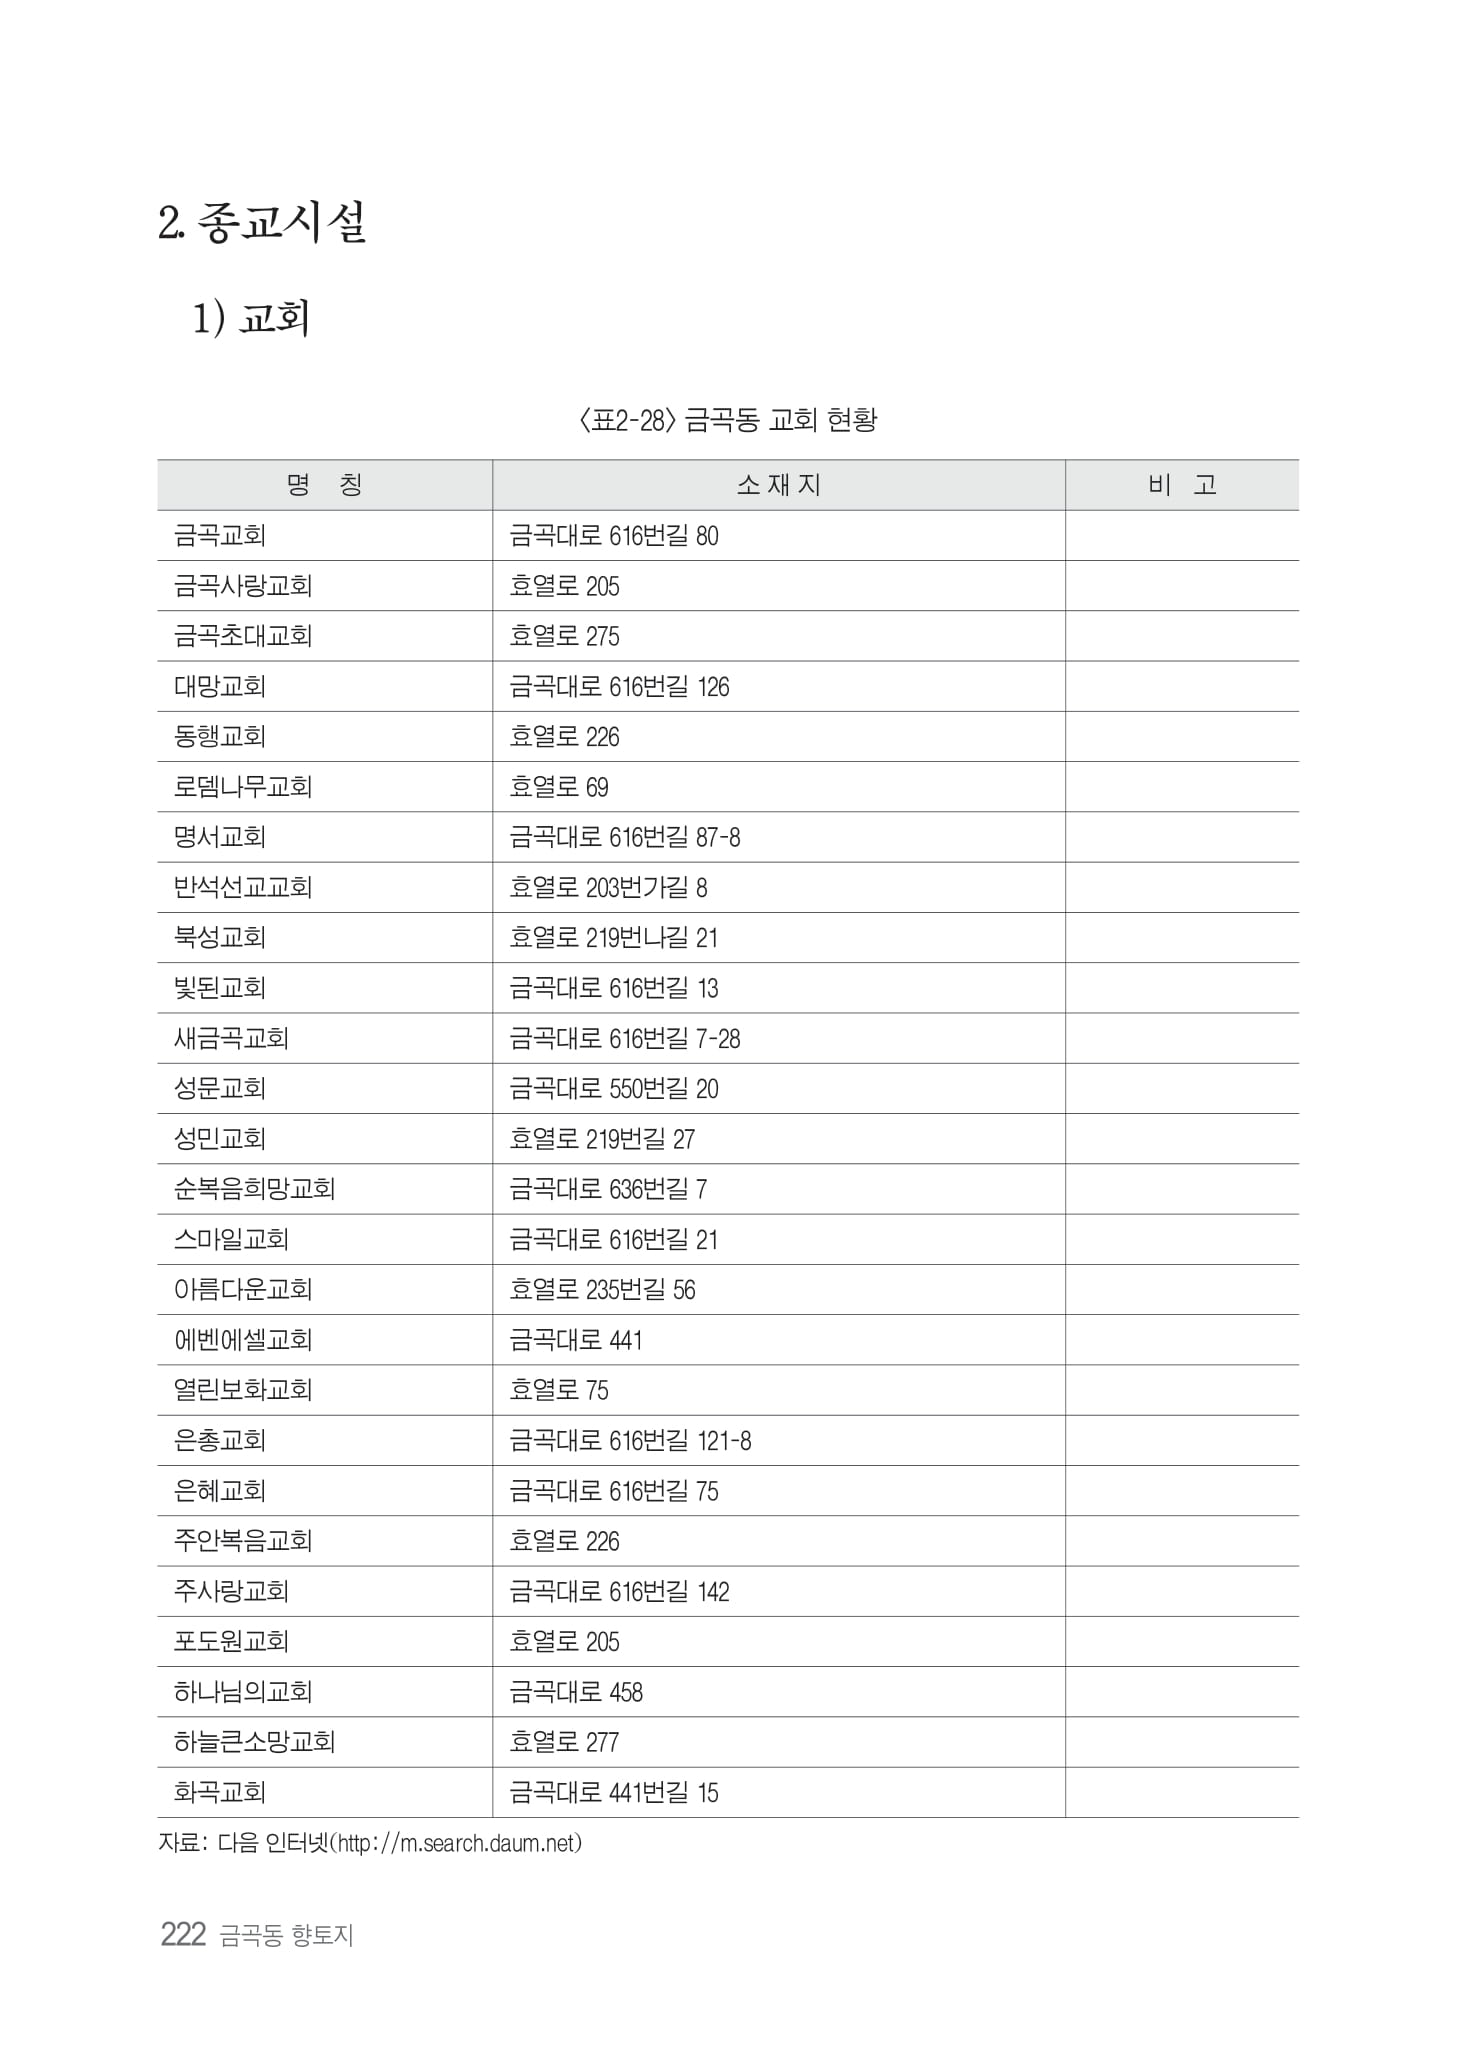 2. 종교시설
1) 교회
〈표2-28〉 금곡동 교회 현황
명 칭 소 재 지 비 고
금곡교회 금곡대로 616번길 80
금곡사랑교회 효열로 205
금곡초대교회 효열로 275
대망교회 금곡대로 616번길 126
동행교회 효열로 226
로뎀나무교회 효열로 69
명서교회 금곡대로 616번길 87-8
반석선교교회 효열로 203번가길 8
북성교회 효열로 219번나길 21
빛된교회 금곡대로 616번길 13
새금곡교회 금곡대로 616번길 7-28
성문교회 금곡대로 550번길 20
성민교회 효열로 219번길 27
순복음희망교회 금곡대로 636번길 7
스마일교회 금곡대로 616번길 21
아름다운교회 효열로 235번길 56
에벤에셀교회 금곡대로 441
열린보화교회 효열로 75
은총교회 금곡대로 616번길 121-8
은혜교회 금곡대로 616번길 75
주안복음교회 효열로 226
주사랑교회 금곡대로 616번길 142
포도원교회 효열로 205
하나님의교회 금곡대로 458
하늘큰소망교회 효열로 277
화곡교회 금곡대로 441번길 15
자료: 다음 인터넷(http://m.search.daum.net)
222 금곡동 향토지